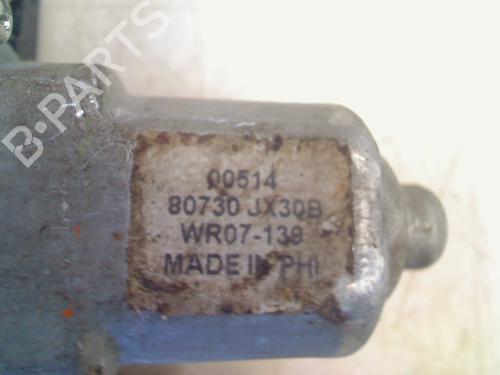 B-PARTS
00514
80730 JX30B
WR07-139
MADE IN PHI